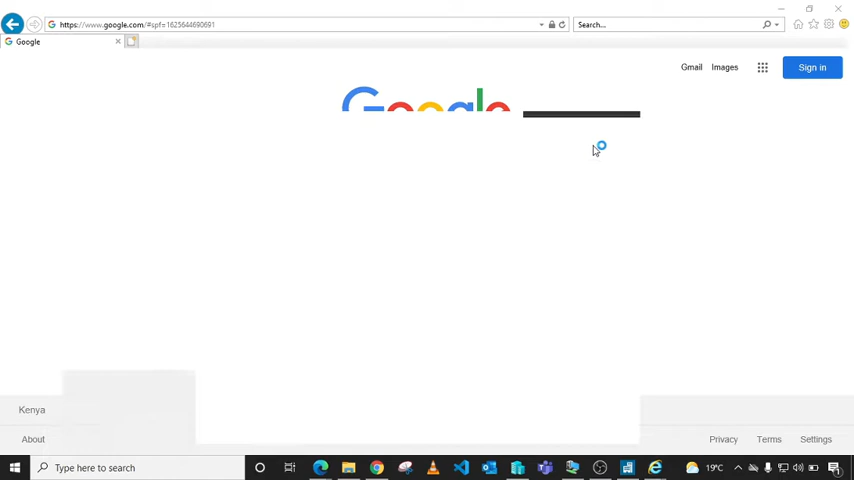 https://www.google.com/#spf=1625644690691
Search...
Google
Gmail Images Sign in
Google
Kenya
About Privacy Terms Settings
Type here to search
19°C